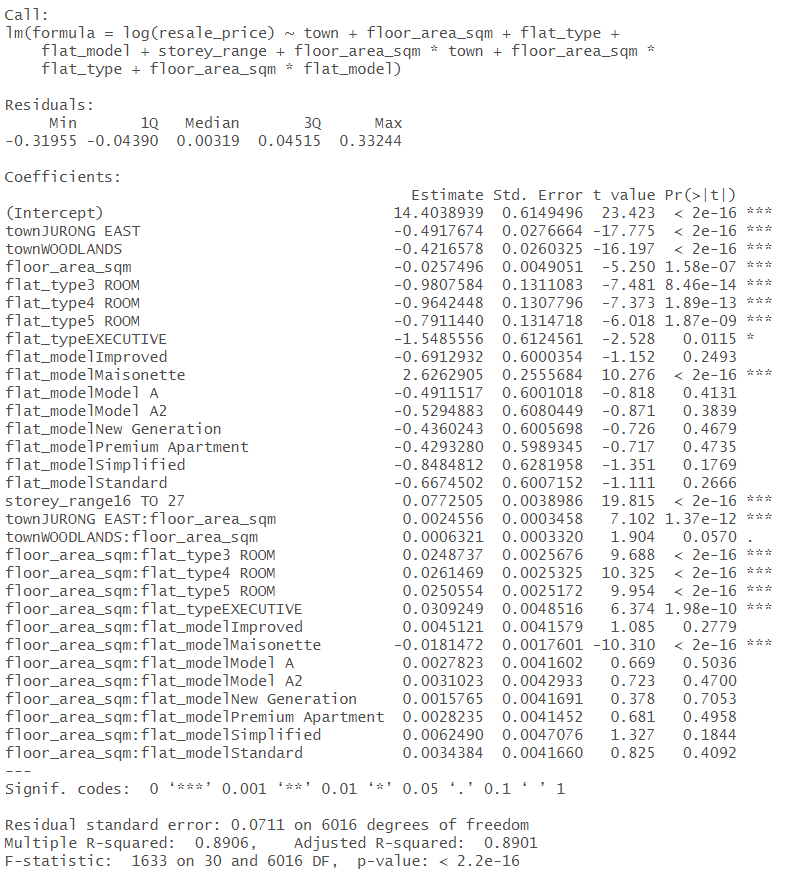 Call:
lm(formula = log(resale_price) ~ town + floor_area_sqm + flat_type +
    flat_model + storey_range + floor_area_sqm * town + floor_area_sqm *
    flat_type + floor_area_sqm * flat_model)

Residuals:
     Min       1Q   Median       3Q      Max
-0.31955 -0.04390  0.00319  0.04515  0.33244

Coefficients:
                                            Estimate Std. Error t value Pr(>|t|)
(Intercept)                               14.4038939  0.6149496  23.423  < 2e-16 ***
townJURONG EAST                           -0.4917674  0.0276664 -17.775  < 2e-16 ***
townWOODLANDS                             -0.4216578  0.0260325 -16.197  < 2e-16 ***
floor_area_sqm                            -0.0257496  0.0049051  -5.250 1.58e-07 ***
flat_type3 ROOM                           -0.9807584  0.1311083  -7.481 8.46e-14 ***
flat_type4 ROOM                           -0.9642448  0.1307796  -7.373 1.89e-13 ***
flat_type5 ROOM                           -0.7911440  0.1314718  -6.018 1.87e-09 ***
flat_typeEXECUTIVE                        -1.5485556  0.6124561  -2.528   0.0115 *
flat_modelImproved                        -0.6912932  0.6000354  -1.152   0.2493
flat_modelMaisonette                       2.6262905  0.2555684  10.276  < 2e-16 ***
flat_modelModel A                         -0.4911517  0.6001018  -0.818   0.4131
flat_modelModel A2                        -0.5294883  0.6080449  -0.871   0.3839
flat_modelNew Generation                  -0.4360243  0.6005698  -0.726   0.4679
flat_modelPremium Apartment               -0.4293280  0.5989345  -0.717   0.4735
flat_modelSimplified                      -0.8484812  0.6281958  -1.351   0.1769
flat_modelStandard                        -0.6674502  0.6007152  -1.111   0.2666
storey_range16 TO 27                       0.0772505  0.0038986  19.815  < 2e-16 ***
townJURONG EAST:floor_area_sqm             0.0024556  0.0003458   7.102 1.37e-12 ***
townWOODLANDS:floor_area_sqm               0.0006321  0.0003320   1.904   0.0570 .
floor_area_sqm:flat_type3 ROOM             0.0248737  0.0025676   9.688  < 2e-16 ***
floor_area_sqm:flat_type4 ROOM             0.0261469  0.0025325  10.325  < 2e-16 ***
floor_area_sqm:flat_type5 ROOM             0.0250554  0.0025172   9.954  < 2e-16 ***
floor_area_sqm:flat_typeEXECUTIVE          0.0309249  0.0048516   6.374 1.98e-10 ***
floor_area_sqm:flat_modelImproved          0.0045121  0.0041579   1.085   0.2779
floor_area_sqm:flat_modelMaisonette       -0.0181472  0.0017601 -10.310  < 2e-16 ***
floor_area_sqm:flat_modelModel A           0.0027823  0.0041602   0.669   0.5036
floor_area_sqm:flat_modelModel A2          0.0031023  0.0042933   0.723   0.4700
floor_area_sqm:flat_modelNew Generation    0.0015765  0.0041691   0.378   0.7053
floor_area_sqm:flat_modelPremium Apartment 0.0028235  0.0041452   0.681   0.4958
floor_area_sqm:flat_modelSimplified        0.0062490  0.0047076   1.327   0.1844
floor_area_sqm:flat_modelStandard          0.0034384  0.0041660   0.825   0.4092
---
Signif. codes:  0 ‘***’ 0.001 ‘**’ 0.01 ‘*’ 0.05 ‘.’ 0.1 ‘ ’ 1

Residual standard error: 0.0711 on 6016 degrees of freedom
Multiple R-squared:  0.8906,    Adjusted R-squared:  0.8901
F-statistic:  1633 on 30 and 6016 DF,  p-value: < 2.2e-16